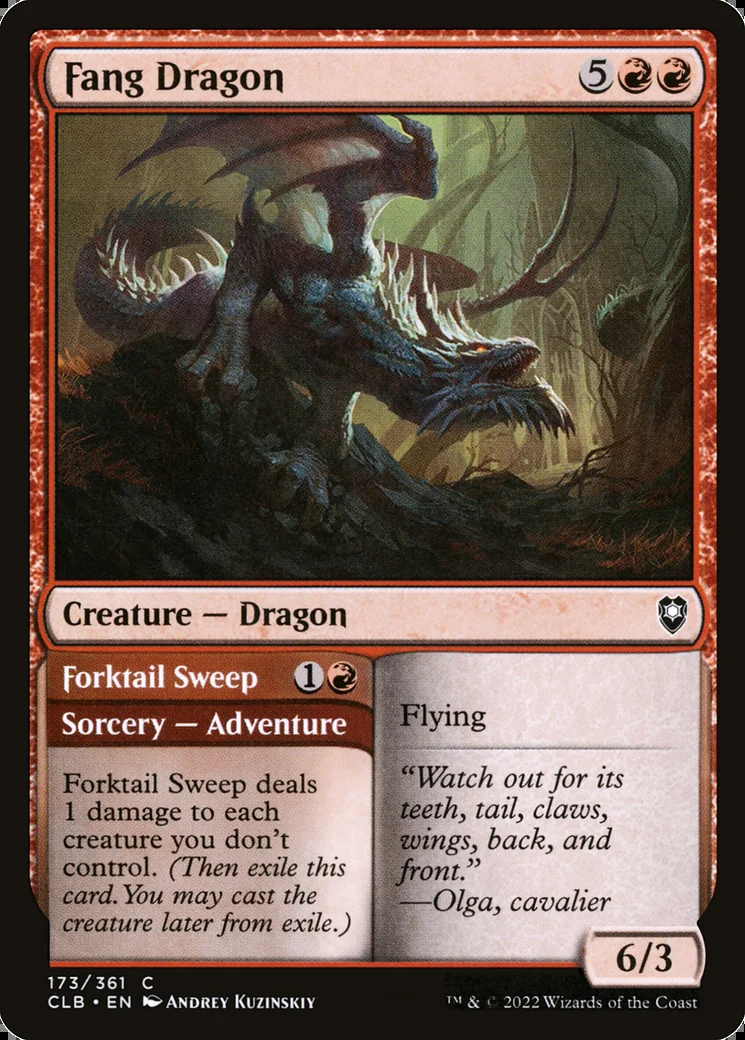 Fang Dragon 5
Creature — Dragon
Forktail Sweep 1
Sorcery — Adventure
Forktail Sweep deals
1 damage to each
creature you don't
control. (Then exile this
card. You may cast the
creature later from exile.)
Flying
“Watch out for its
teeth, tail, claws,
wings, back, and
front.”
—Olga, cavalier
6/3
173/361 C
CLB • EN Andrey Kuzinskiy
™ & © 2022 Wizards of the Coast